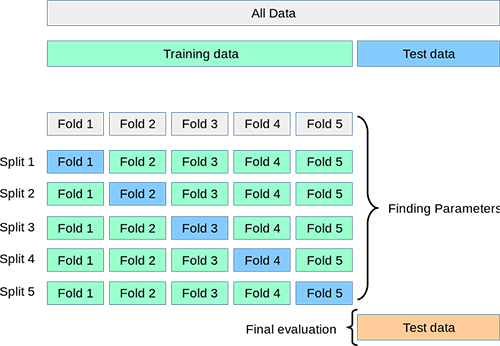 All Data
Training data Test data
Fold 1 Fold 2 Fold 3 Fold 4 Fold 5
Split 1 Fold 1 Fold 2 Fold 3 Fold 4 Fold 5
Split 2 Fold 1 Fold 2 Fold 3 Fold 4 Fold 5
Finding Parameters
Split 3 Fold 1 Fold 2 Fold 3 Fold 4 Fold 5
Split 4 Fold 1 Fold 2 Fold 3 Fold 4 Fold 5
Split 5 Fold 1 Fold 2 Fold 3 Fold 4 Fold 5
Final evaluation Test data